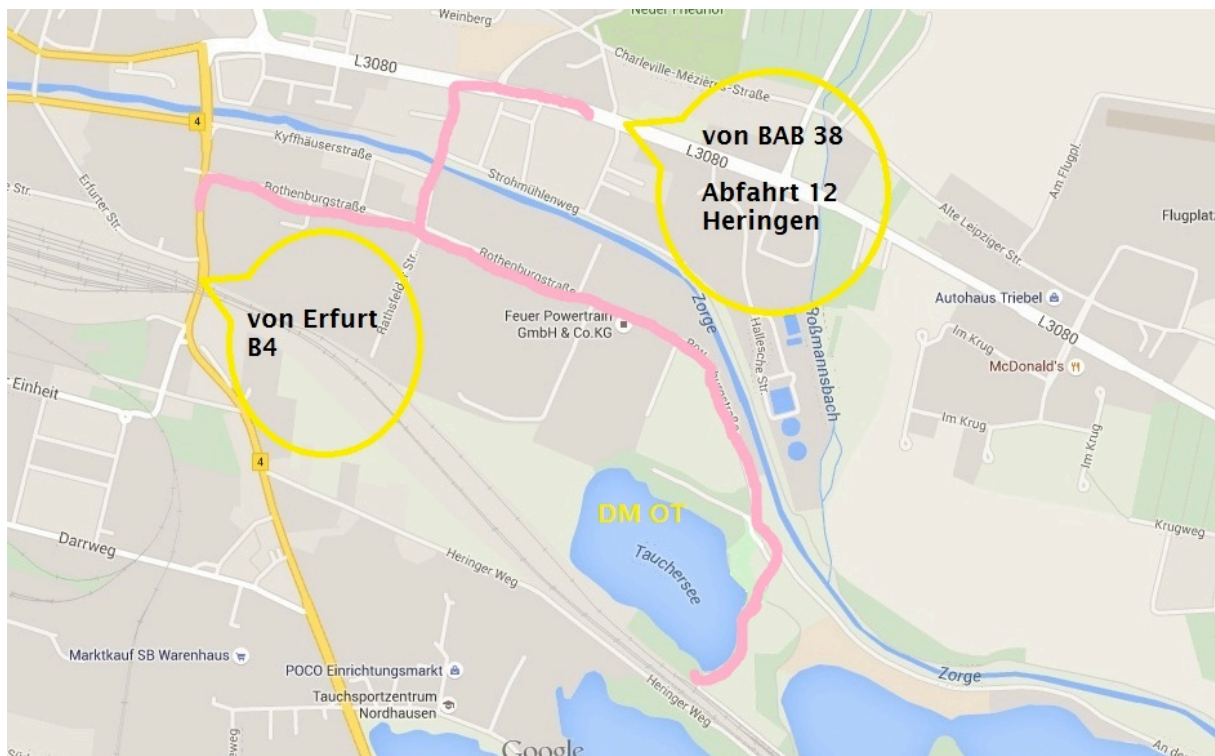 Neuer Friedhof
Weinberg
L3080
Charleville-Mézières-Straße
von BAB 38
Abfahrt 12
Heringen
L3080
4
Kyffhäuserstraße
Strohmühlenweg
Am Flugpl.
Flugplat
Alte Leipziger Str.
Erfurter Str.
Rothenburgstraße
Rothenburgstraße
Rathsfelder Str.
von Erfurt
B4
Feuer Powertrain
GmbH & Co.KG
Zorge
Hallesche Str.
Roßmannsbach
Autohaus Triebel
L3080
Im Krug
McDonald's
Im Krug
Im Krug
Einheit
4
DM OT
Tauchersee
Krugweg
Darrweg
Heringer Weg
Marktkauf SB Warenhaus
POCO Einrichtungsmarkt
Tauchsportzentrum
Nordhausen
Heringer Weg
Zorge
Google
An de